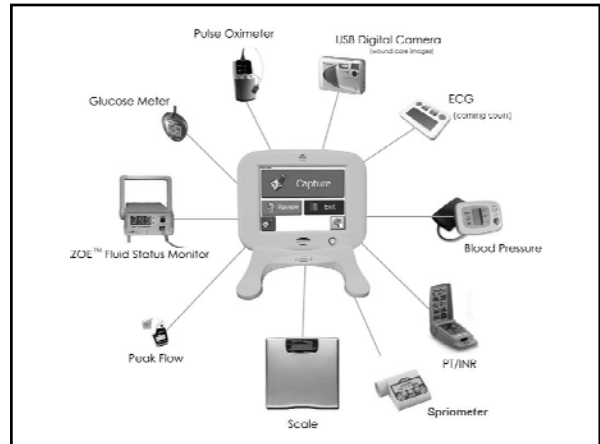 Pulse Oximeter
USB Digital Camera
(wound care images)
Glucose Meter
ECG
(coming soon)
Capture
Review
Exit
ZOE™ Fluid Status Monitor
Blood Pressure
Peak Flow
PT/INR
Scale
Spriometer